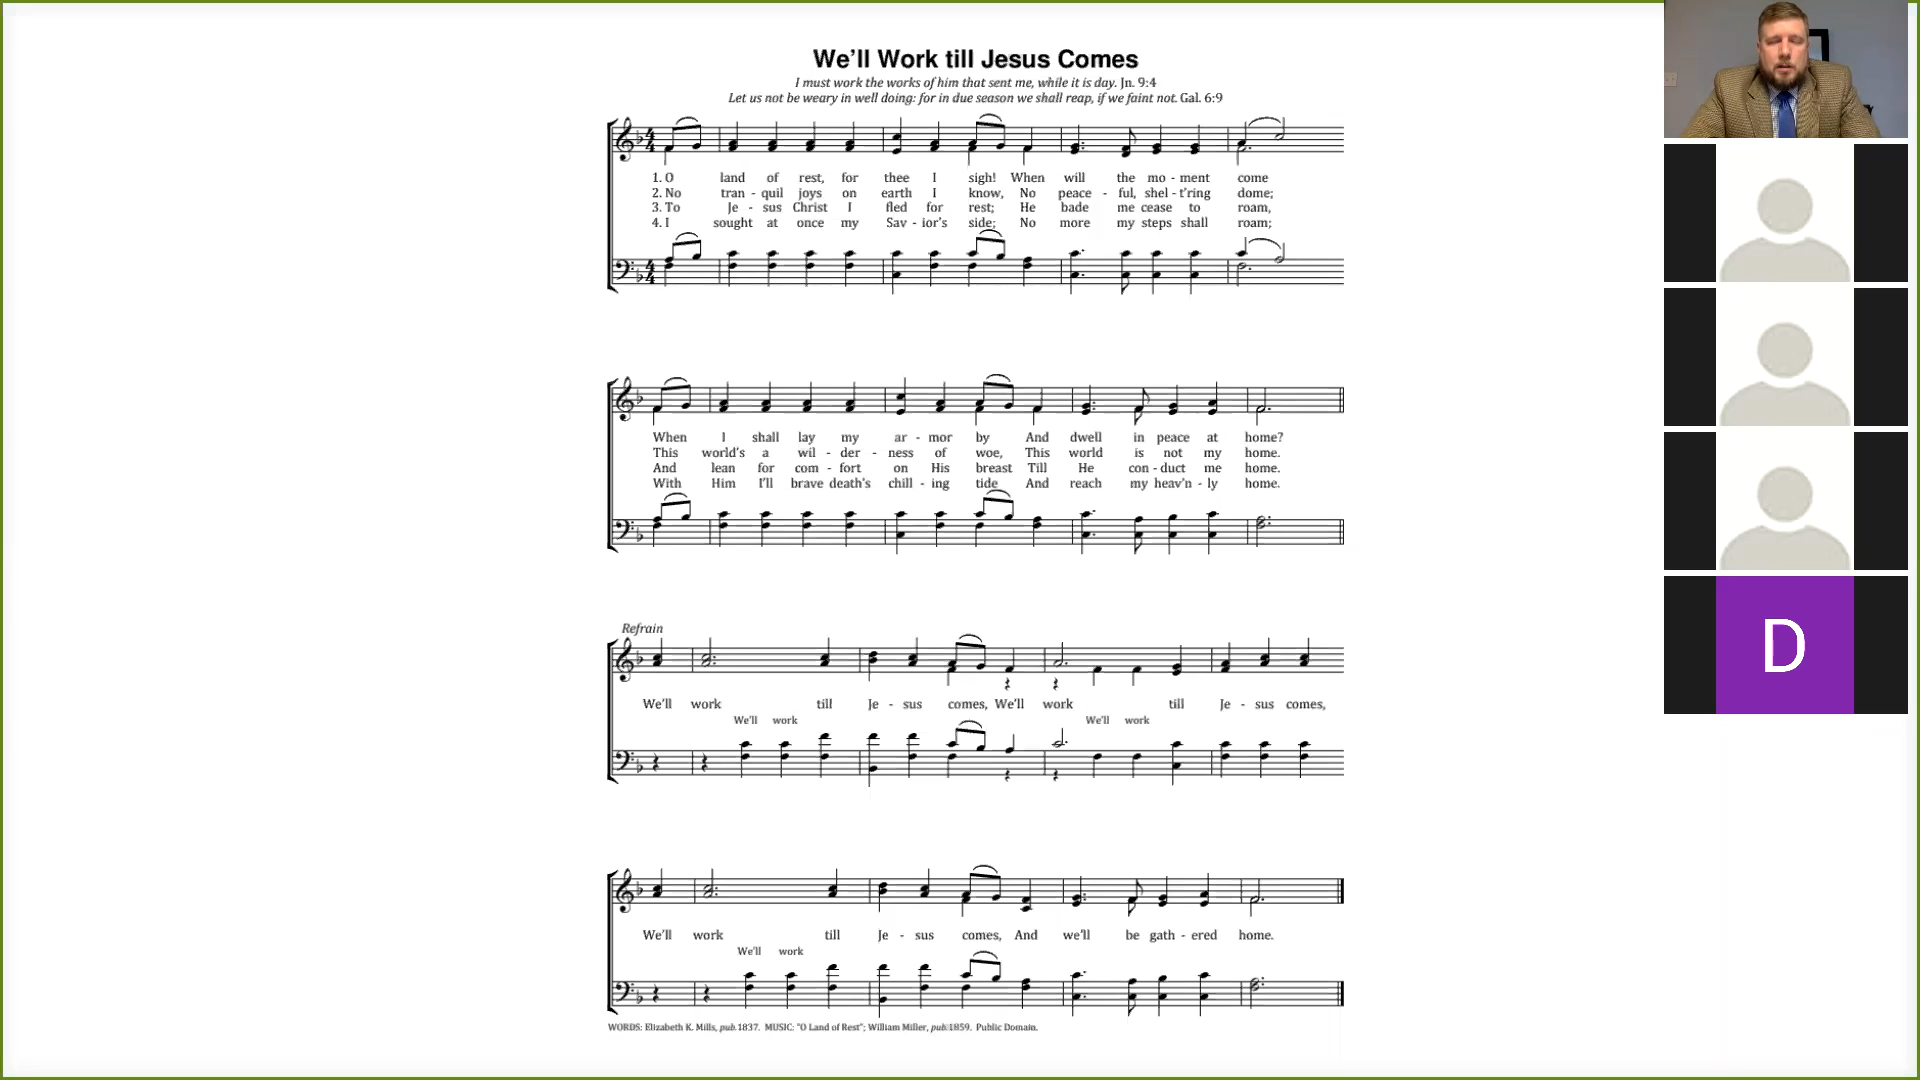 We'll Work till Jesus Comes
I must work the works of him that sent me, while it is day. Jn. 9:4
Let us not be weary in well doing: for in due season we shall reap, if we faint not. Gal. 6:9
1. O land of rest, for thee I sigh! When will the mo - ment come
2. No tran - quil joys on earth I know, No peace - ful, shel - t'ring dome;
3. To Je - sus Christ I fled for rest; He bade me cease to roam,
4. I sought at once my Sav - ior's side; No more my steps shall roam;
When I shall lay my ar - mor by And dwell in peace at home?
This world's a wil - der - ness of woe, This world is not my home.
And lean for com - fort on His breast Till He con - duct me home.
With Him I'll brave death's chill - ing tide And reach my heav'n - ly home.
Refrain
We'll work till Je - sus comes, We'll work till Je - sus comes,
We'll work We'll work
We'll work till Je - sus comes, And we'll be gath - ered home.
We'll work
WORDS: Elizabeth K. Mills, pub.1837. MUSIC: "O Land of Rest"; William Miller, pub.1859. Public Domain.
D